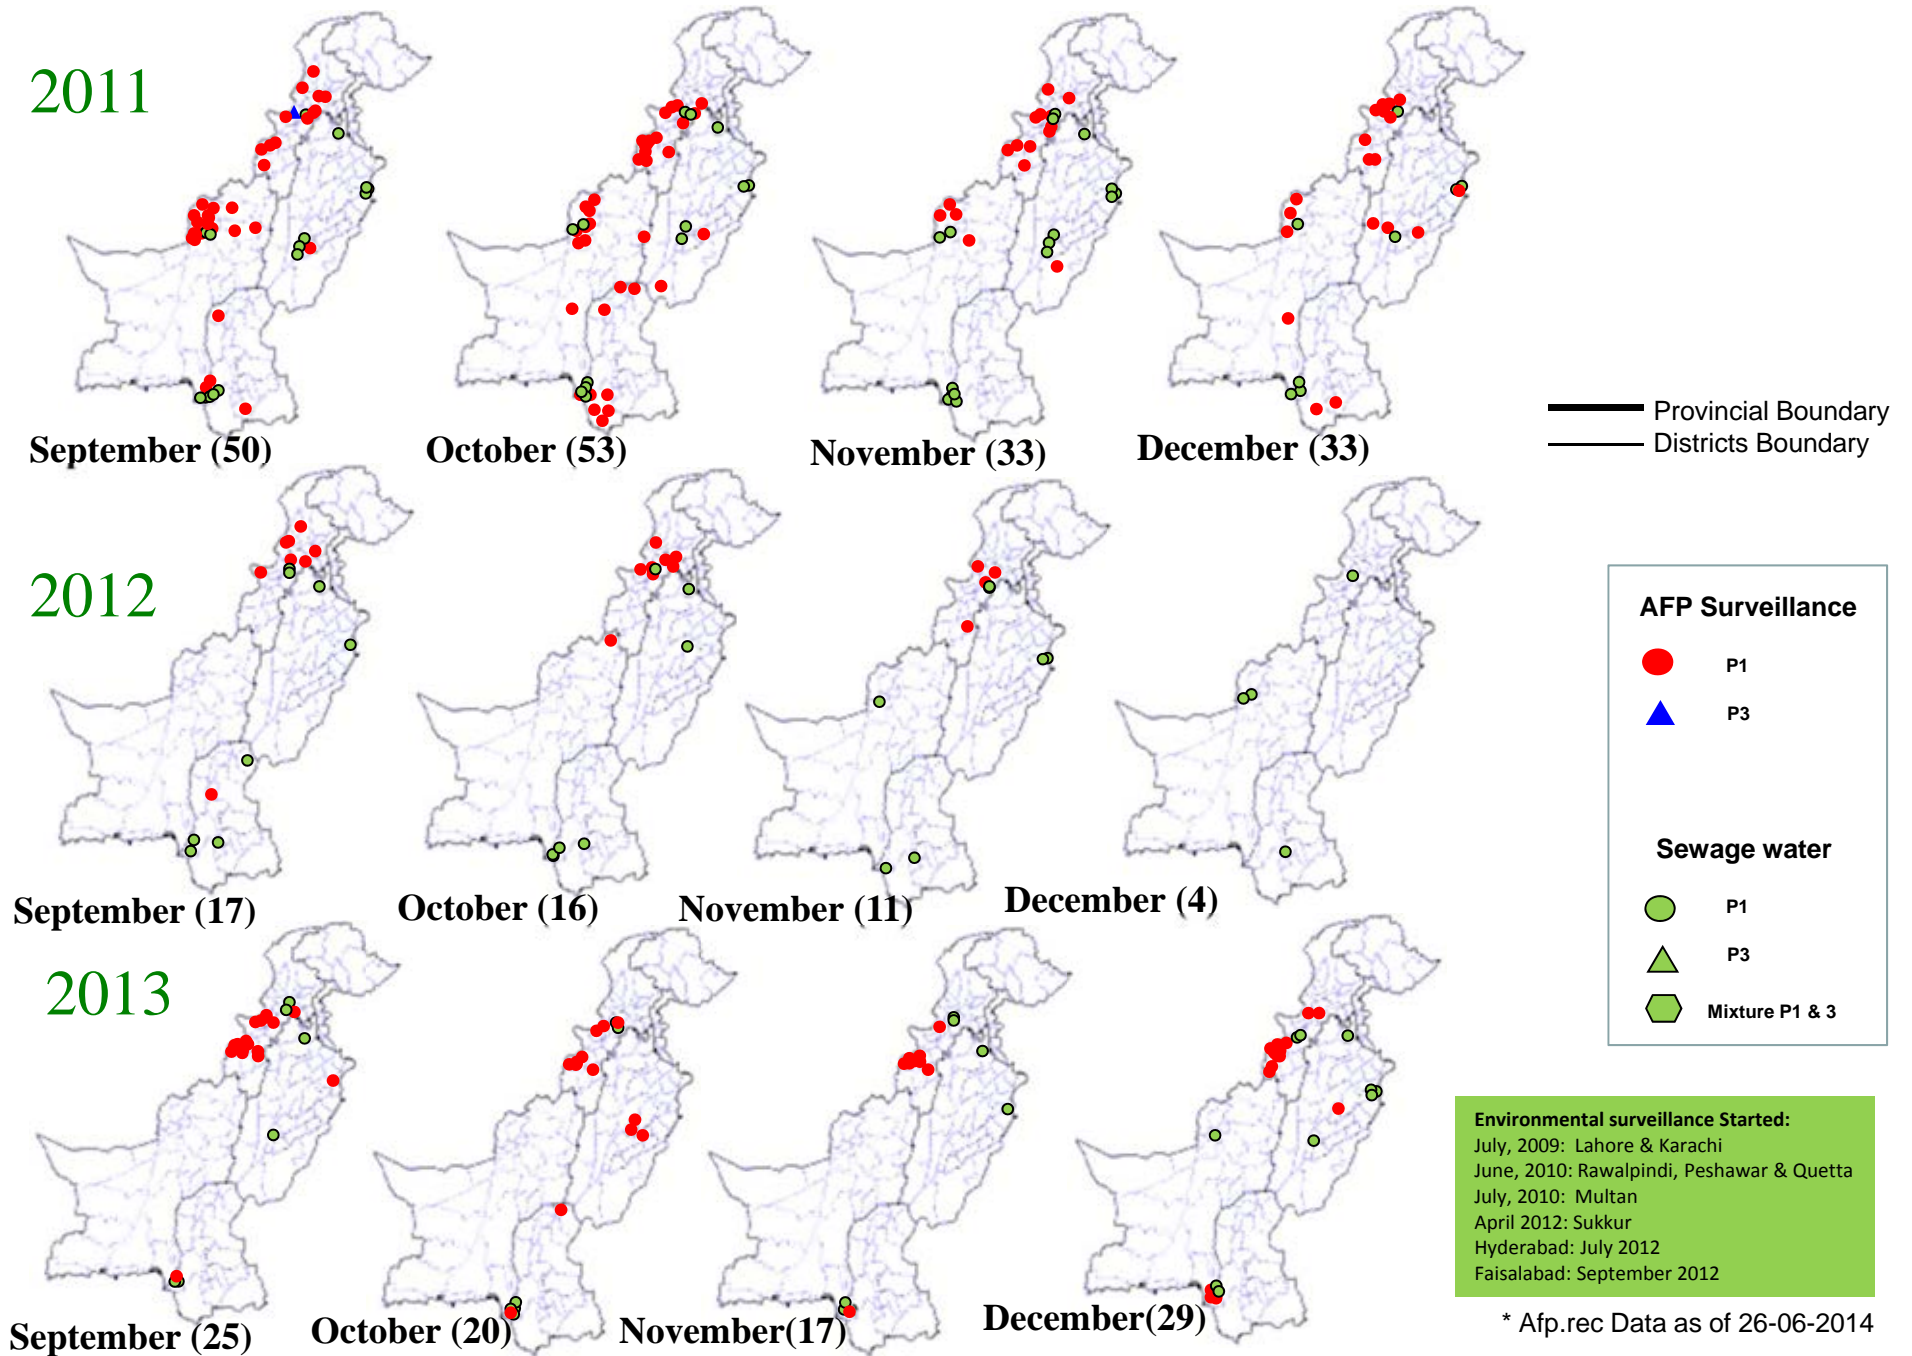 2011
September (50)
October (53)
November (33)
December (33)
Provincial Boundary
Districts Boundary
2012
September (17)
October (16)
November (11)
December (4)
AFP Surveillance
P1
P3
Sewage water
P1
P3
Mixture P1 & 3
2013
September (25)
October (20)
November(17)
December(29)
Environmental surveillance Started:
July, 2009: Lahore & Karachi
June, 2010: Rawalpindi, Peshawar & Quetta
July, 2010: Multan
April 2012: Sukkur
Hyderabad: July 2012
Faisalabad: September 2012
* Afp.rec Data as of 26-06-2014